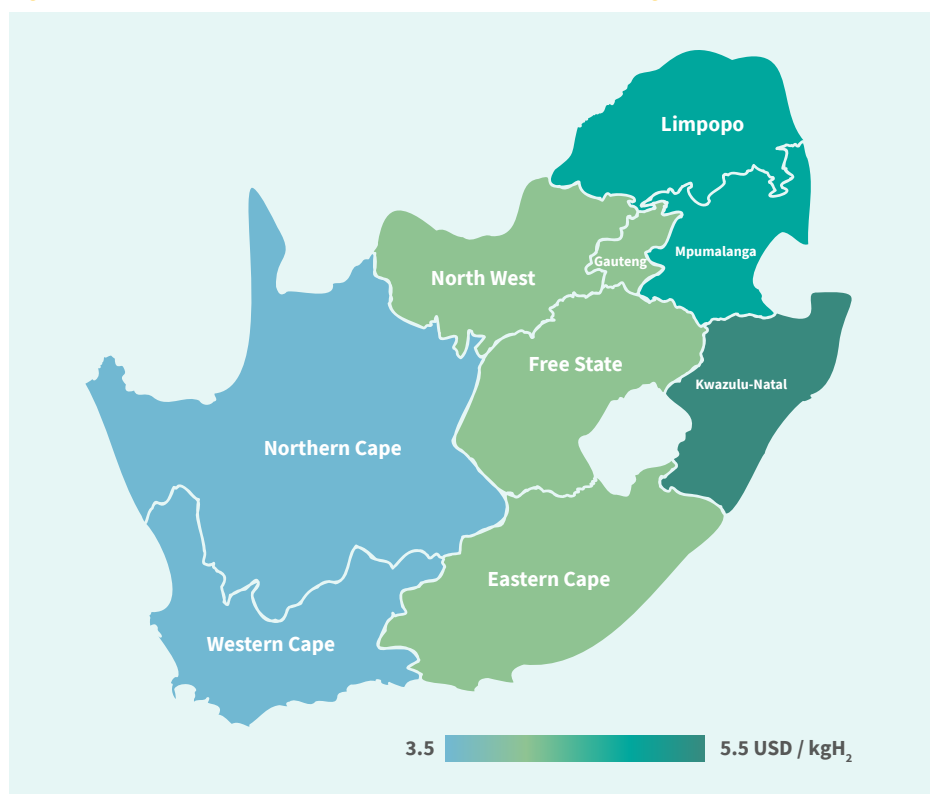 Limpopo
Mpumalanga
Gauteng
North West
Free State
Kwazulu-Natal
Northern Cape
Eastern Cape
Western Cape
3.5 5.5 USD / kgH₂